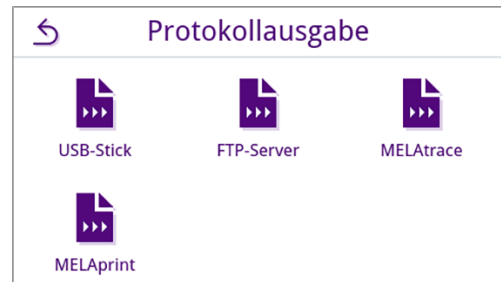 Protokollausgabe
USB-Stick
FTP-Server
MELAtrace
MELAprint